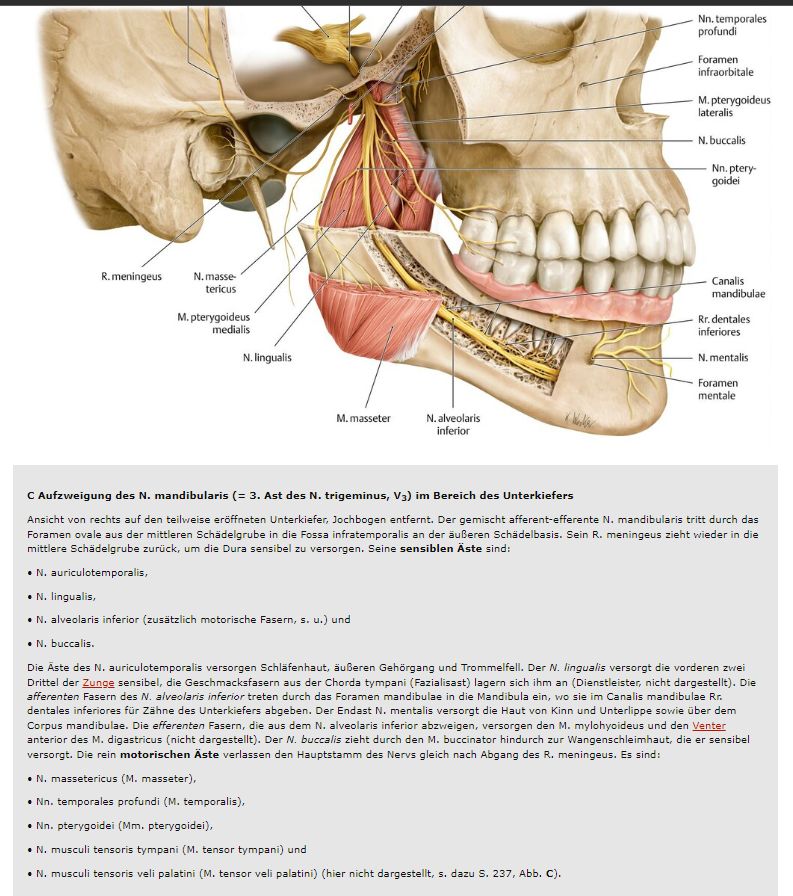 Nn. temporales
profundi
Foramen
infraorbitale
M. pterygoideus
lateralis
N. buccalis
Nn. ptery-
goidei
R. meningeus
N. masse-
tericus
M. pterygoideus
medialis
N. lingualis
Canalis
mandibulae
Rr. dentales
inferiores
N. mentalis
Foramen
mentale
M. masseter
N. alveolaris
inferior
C Aufzweigung des N. mandibularis (= 3. Ast des N. trigeminus, V3) im Bereich des Unterkiefers
Ansicht von rechts auf den teilweise eröffneten Unterkiefer, Jochbogen entfernt. Der gemischt afferent-efferente N. mandibularis tritt durch das
Foramen ovale aus der mittleren Schädelgrube in die Fossa infratemporalis an der äußeren Schädelbasis. Sein R. meningeus zieht wieder in die
mittlere Schädelgrube zurück, um die Dura sensibel zu versorgen. Seine sensiblen Äste sind:
• N. auriculotemporalis,
• N. lingualis,
• N. alveolaris inferior (zusätzlich motorische Fasern, s. u.) und
• N. buccalis.
Die Äste des N. auriculotemporalis versorgen Schläfenhaut, äußeren Gehörgang und Trommelfell. Der N. lingualis versorgt die vorderen zwei
Drittel der Zunge sensibel, die Geschmacksfasern aus der Chorda tympani (Fazialisast) lagern sich ihm an (Dienstleister, nicht dargestellt). Die
afferenten Fasern des N. alveolaris inferior treten durch das Foramen mandibulae in die Mandibula ein, wo sie im Canalis mandibulae Rr.
dentales inferiores für Zähne des Unterkiefers abgeben. Der Endast N. mentalis versorgt die Haut von Kinn und Unterlippe sowie über dem
Corpus mandibulae. Die efferenten Fasern, die aus dem N. alveolaris inferior abzweigen, versorgen den M. mylohyoideus und den Venter
anterior des M. digastricus (nicht dargestellt). Der N. buccalis zieht durch den M. buccinator hindurch zur Wangenschleimhaut, die er sensibel
versorgt. Die rein motorischen Äste verlassen den Hauptstamm des Nervs gleich nach Abgang des R. meningeus. Es sind:
• N. massetericus (M. masseter),
• Nn. temporales profundi (M. temporalis),
• Nn. pterygoidei (Mm. pterygoidei),
• N. musculi tensoris tympani (M. tensor tympani) und
• N. musculi tensoris veli palatini (M. tensor veli palatini) (hier nicht dargestellt, s. dazu S. 237, Abb. C).